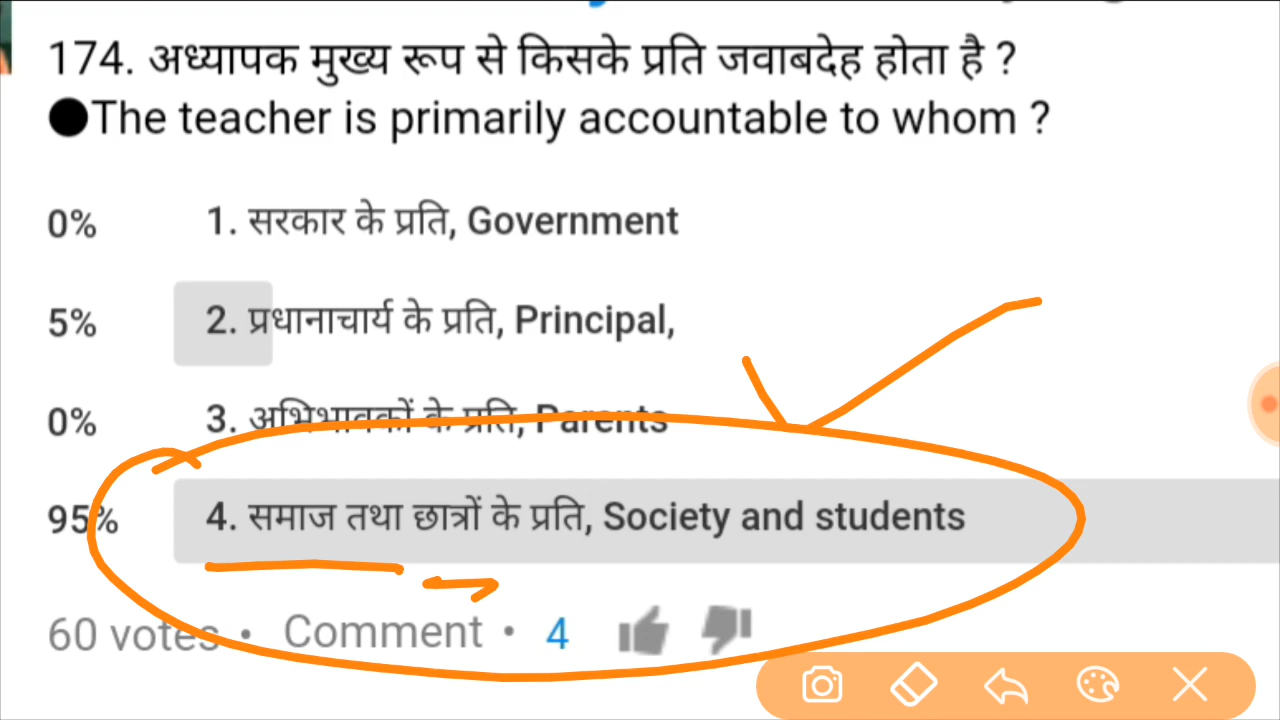 174. अध्यापक मुख्य रूप से किसके प्रति जवाबदेह होता है ?
●The teacher is primarily accountable to whom ?
0% 1. सरकार के प्रति, Government
5% 2. प्रधानाचार्य के प्रति, Principal,
0% 3. अभिभावकों के प्रति, Parents
95% 4. समाज तथा छात्रों के प्रति, Society and students
60 votes • Comment • 4